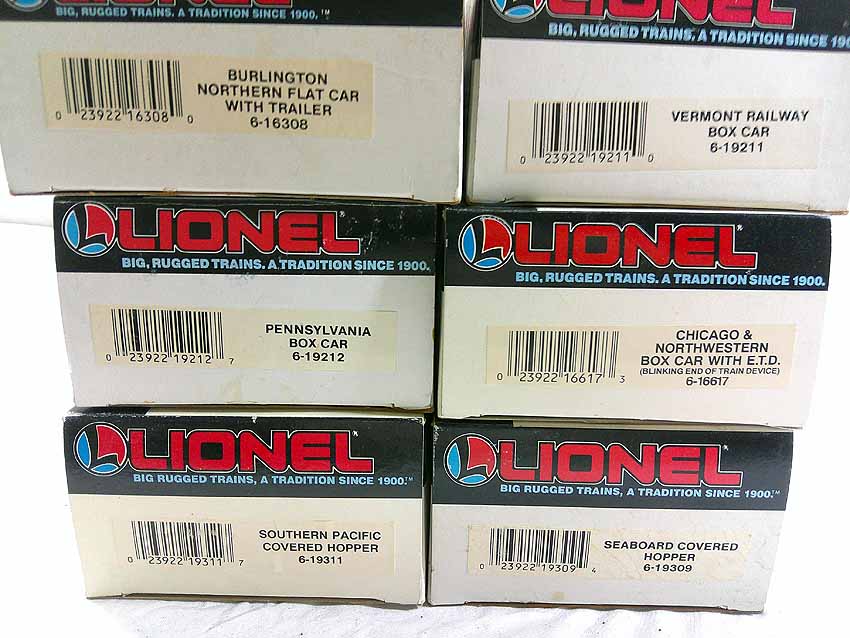 LIONEL
BIG, RUGGED TRAINS. A TRADITION SINCE 1900.™
BURLINGTON
NORTHERN FLAT CAR
WITH TRAILER
6-16308
0 23922 16308 0
LIONEL
BIG, RUGGED TRAINS. A TRADITION SINCE 190
VERMONT RAILWAY
BOX CAR
6-19211
0 23922 19211 0
LIONEL®
BIG, RUGGED TRAINS. A TRADITION SINCE 1900.
PENNSYLVANIA
BOX CAR
6-19212
0 23922 19212 7
LIONEL®
BIG, RUGGED TRAINS. A TRADITION SINCE 1900.
CHICAGO &
NORTHWESTERN
BOX CAR WITH E.T.D.
(BLINKING END OF TRAIN DEVICE)
6-16617
0 23922 16617 3
LIONEL®
BIG RUGGED TRAINS, A TRADITION SINCE 1900.™
SOUTHERN PACIFIC
COVERED HOPPER
6-19311
0 23922 19311 7
LIONEL®
BIG RUGGED TRAINS, A TRADITION SINCE 1900.™
SEABOARD COVERED
HOPPER
6-19309
0 23922 19309 4